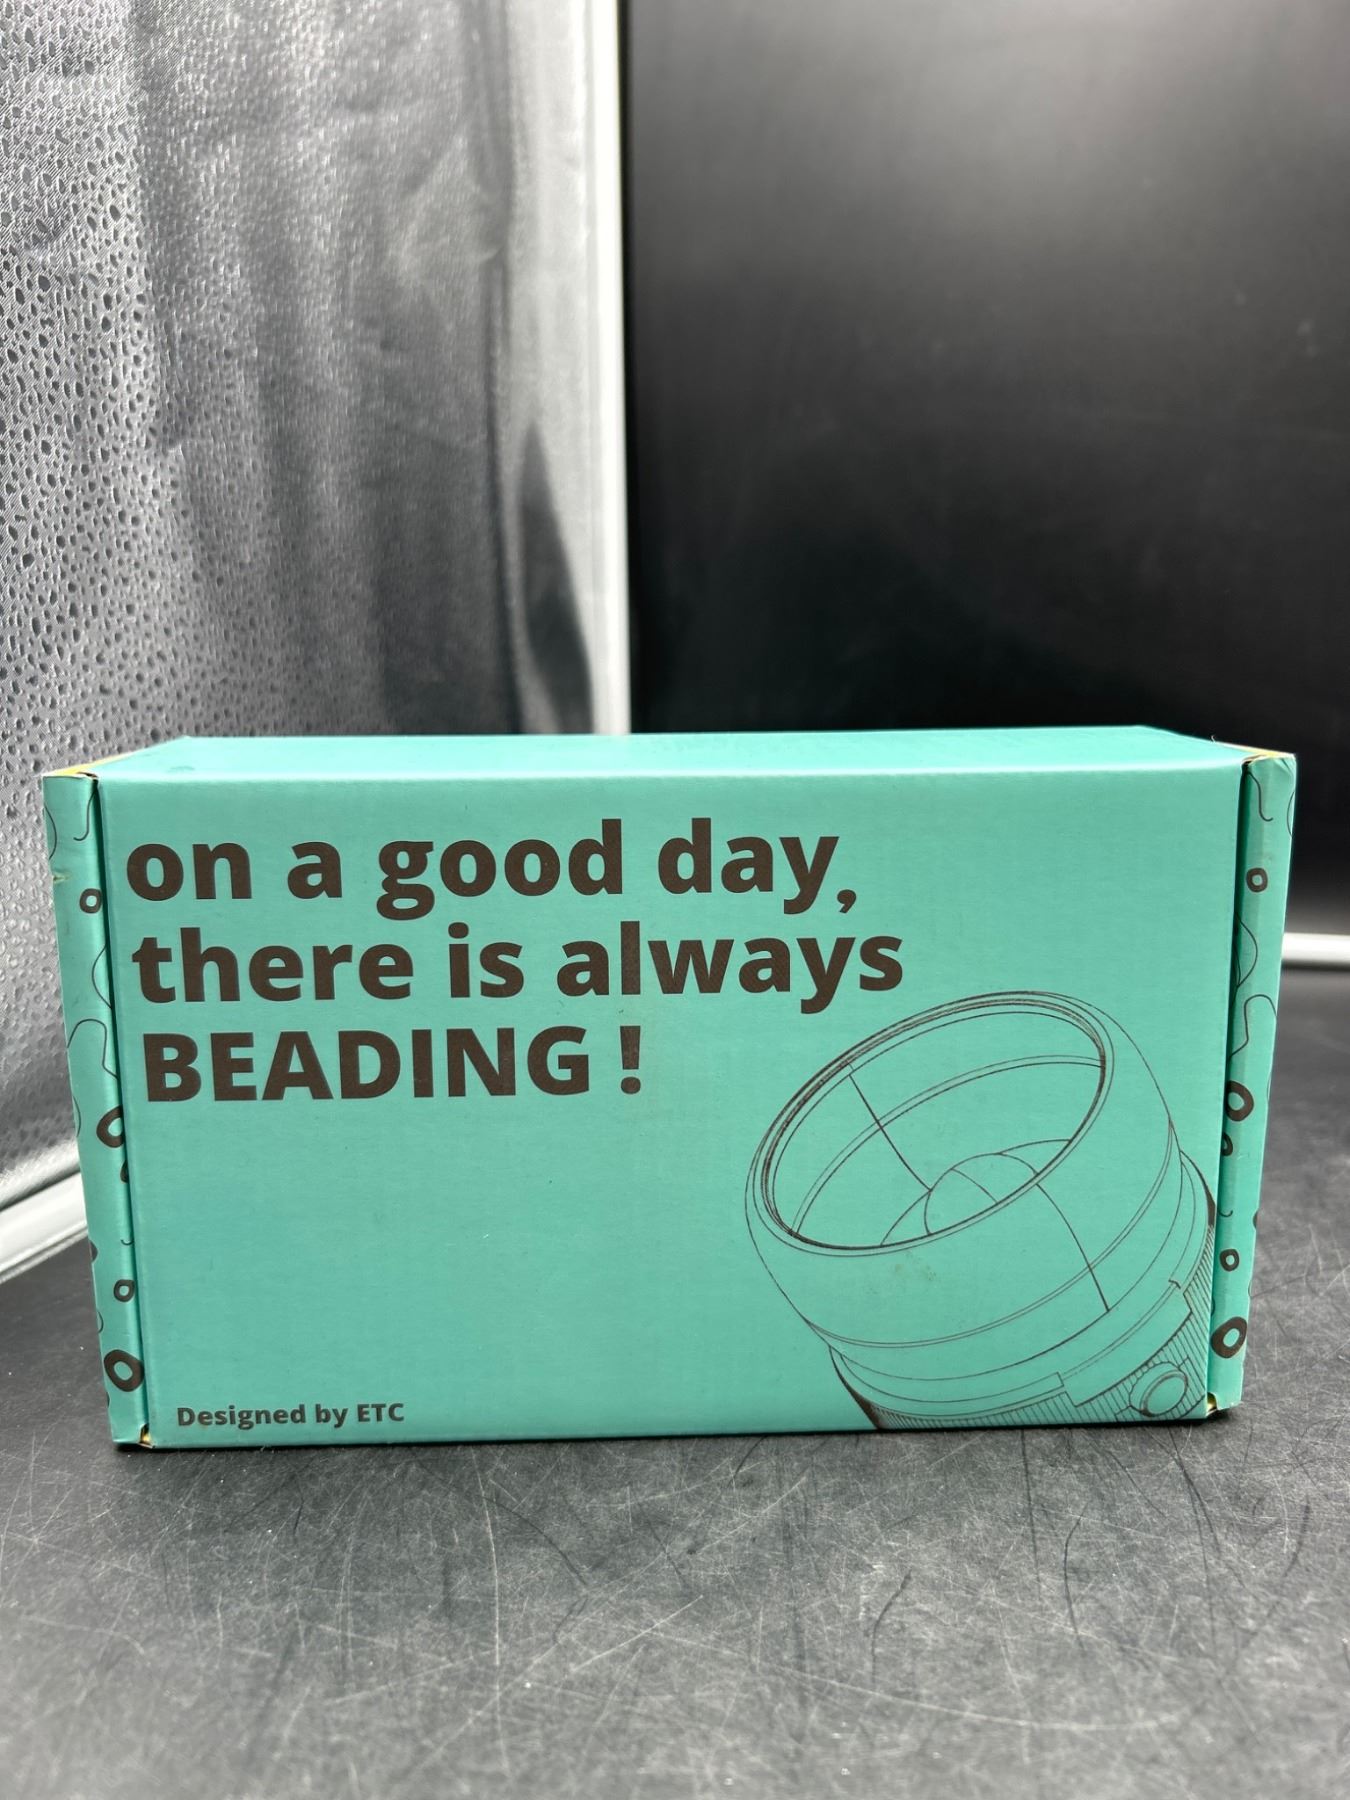 on a good day,
there is always
BEADING!
Designed by ETC